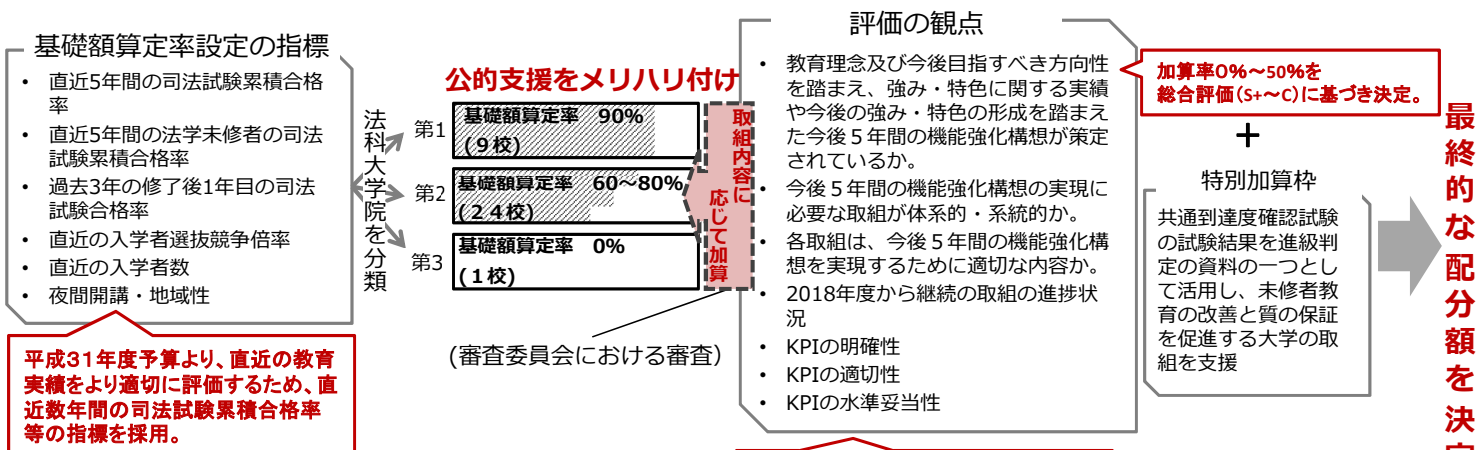 基礎額算定率設定の指標
• 直近5年間の司法試験累積合格
率
• 直近5年間の法学未修者の司法
試験累積合格率
• 過去3年の修了後1年目の司法
試験合格率
• 直近の入学者選抜競争倍率
• 直近の入学者数
• 夜間開講・地域性
平成31年度予算より、直近の教育
実績をより適切に評価するため、直
近数年間の司法試験累積合格率
等の指標を採用。
法科大学院を分類
公的支援をメリハリ付け
第1
基礎額算定率 90%
(9校)
第2
基礎額算定率 60～80%
(24校)
第3
基礎額算定率 0%
(1校)
取組内容に
応じて加算
(審査委員会における審査)
評価の観点
• 教育理念及び今後目指すべき方向性
を踏まえ、強み・特色に関する実績
や今後の強み・特色の形成を踏まえ
た今後５年間の機能強化構想が策定
されているか。
• 今後５年間の機能強化構想の実現に
必要な取組が体系的・系統的か。
• 各取組は、今後５年間の機能強化構
想を実現するために適切な内容か。
• 2018年度から継続の取組の進捗状
況
• KPIの明確性
• KPIの適切性
• KPIの水準妥当性
加算率0%～50%を
総合評価(S+～C)に基づき決定。
＋
特別加算枠
共通到達度確認試験
の試験結果を進級判
定の資料の一つとし
て活用し、未修者教
育の改善と質の保証
を促進する大学の取
組を支援
最終的な配分額を決